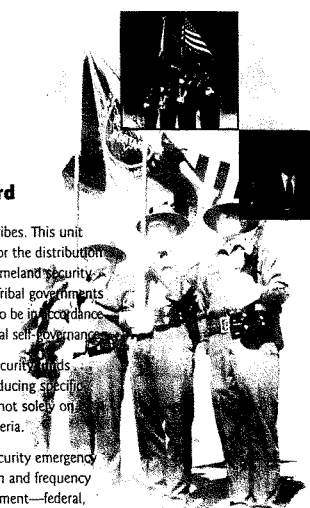 rd
ribes. This unit
or the distribution
meland security
Tribal governments
o be in accordance
al self-governance
curity funds
ducing specific
not solely on
eria.
curity emergency
n and frequency
ment—federal,